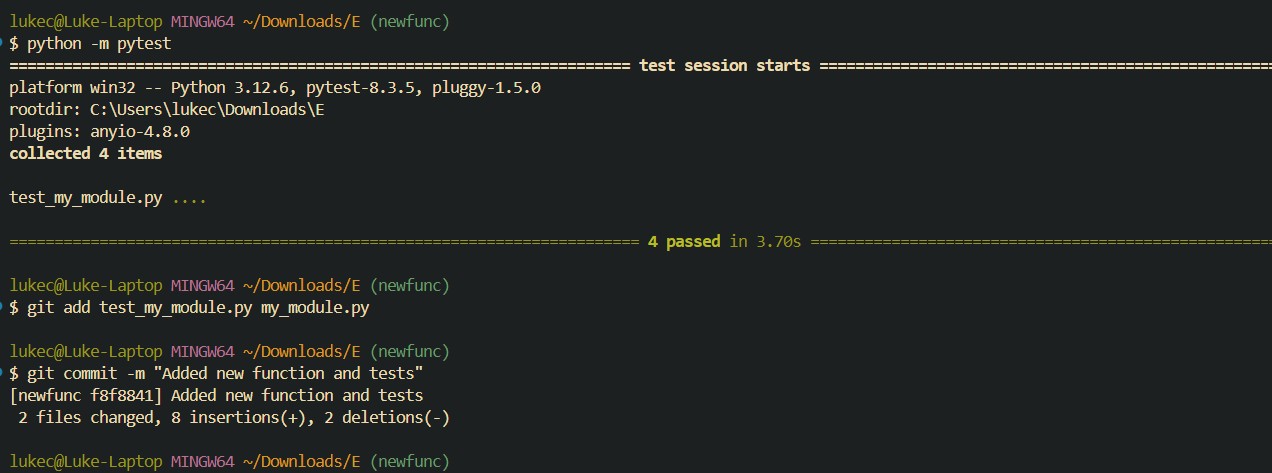 lukec@Luke-Laptop MINGW64 ~/Downloads/E (newfunc)
$ python -m pytest
===================================================================== test session starts ==================================================
platform win32 -- Python 3.12.6, pytest-8.3.5, pluggy-1.5.0
rootdir: C:\Users\lukec\Downloads\E
plugins: anyio-4.8.0
collected 4 items
test_my_module.py ....
====================================================================== 4 passed in 3.70s ===================================================
lukec@Luke-Laptop MINGW64 ~/Downloads/E (newfunc)
$ git add test_my_module.py my_module.py
lukec@Luke-Laptop MINGW64 ~/Downloads/E (newfunc)
$ git commit -m "Added new function and tests"
[newfunc f8f8841] Added new function and tests
 2 files changed, 8 insertions(+), 2 deletions(-)
lukec@Luke-Laptop MINGW64 ~/Downloads/E (newfunc)